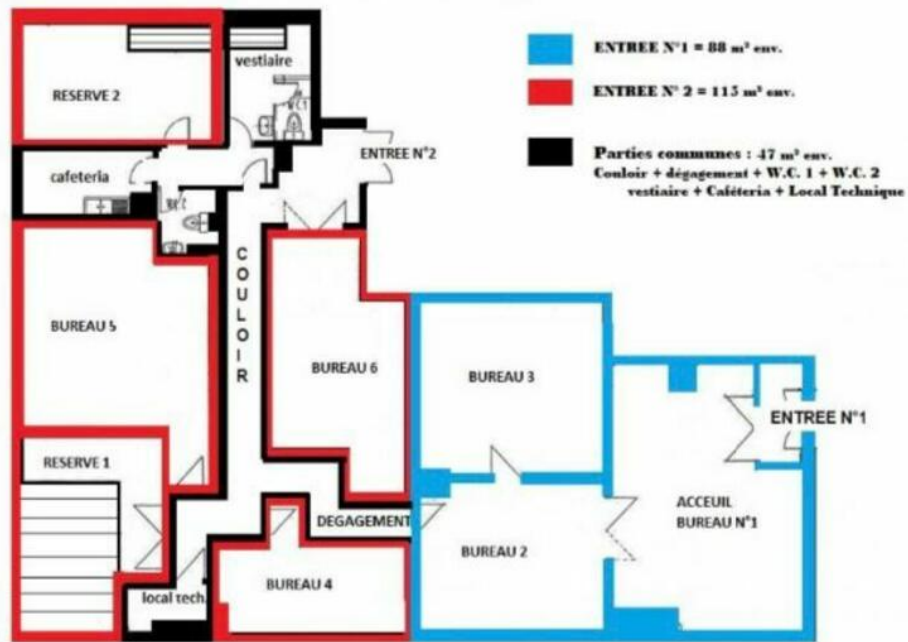 ENTREE N°1 = 88 m² env.
ENTREE N° 2 = 115 m² env.
Parties communes : 47 m² env.
Couloir + dégagement + W.C. 1 + W.C. 2
vestiaire + Caféteria + Local Technique
vestiaire
W.C 1
RESERVE 2
ENTREE N°2
cafeteria
W.C 2
COULOIR
BUREAU 5
BUREAU 6
BUREAU 3
ENTREE N°1
RESERVE 1
ACCEUIL
BUREAU N°1
DEGAGEMENT
BUREAU 2
BUREAU 4
local tech.